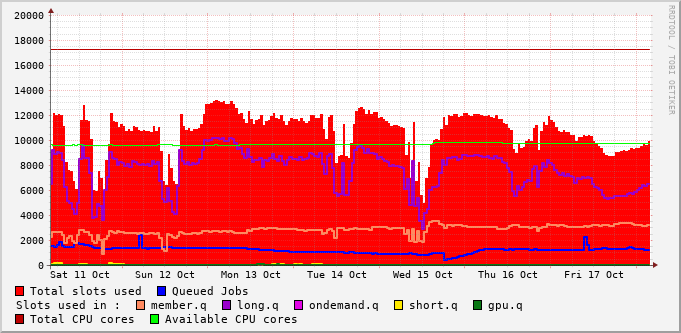 20000
18000
16000
14000
12000
10000
8000
6000
4000
2000
0
Sat 11 Oct Sun 12 Oct Mon 13 Oct Tue 14 Oct Wed 15 Oct Thu 16 Oct Fri 17 Oct
Total slots used Queued Jobs
Slots used in : member.q long.q ondemand.q short.q gpu.q
Total CPU cores Available CPU cores
RRDTOOL / TOBI OETIKER